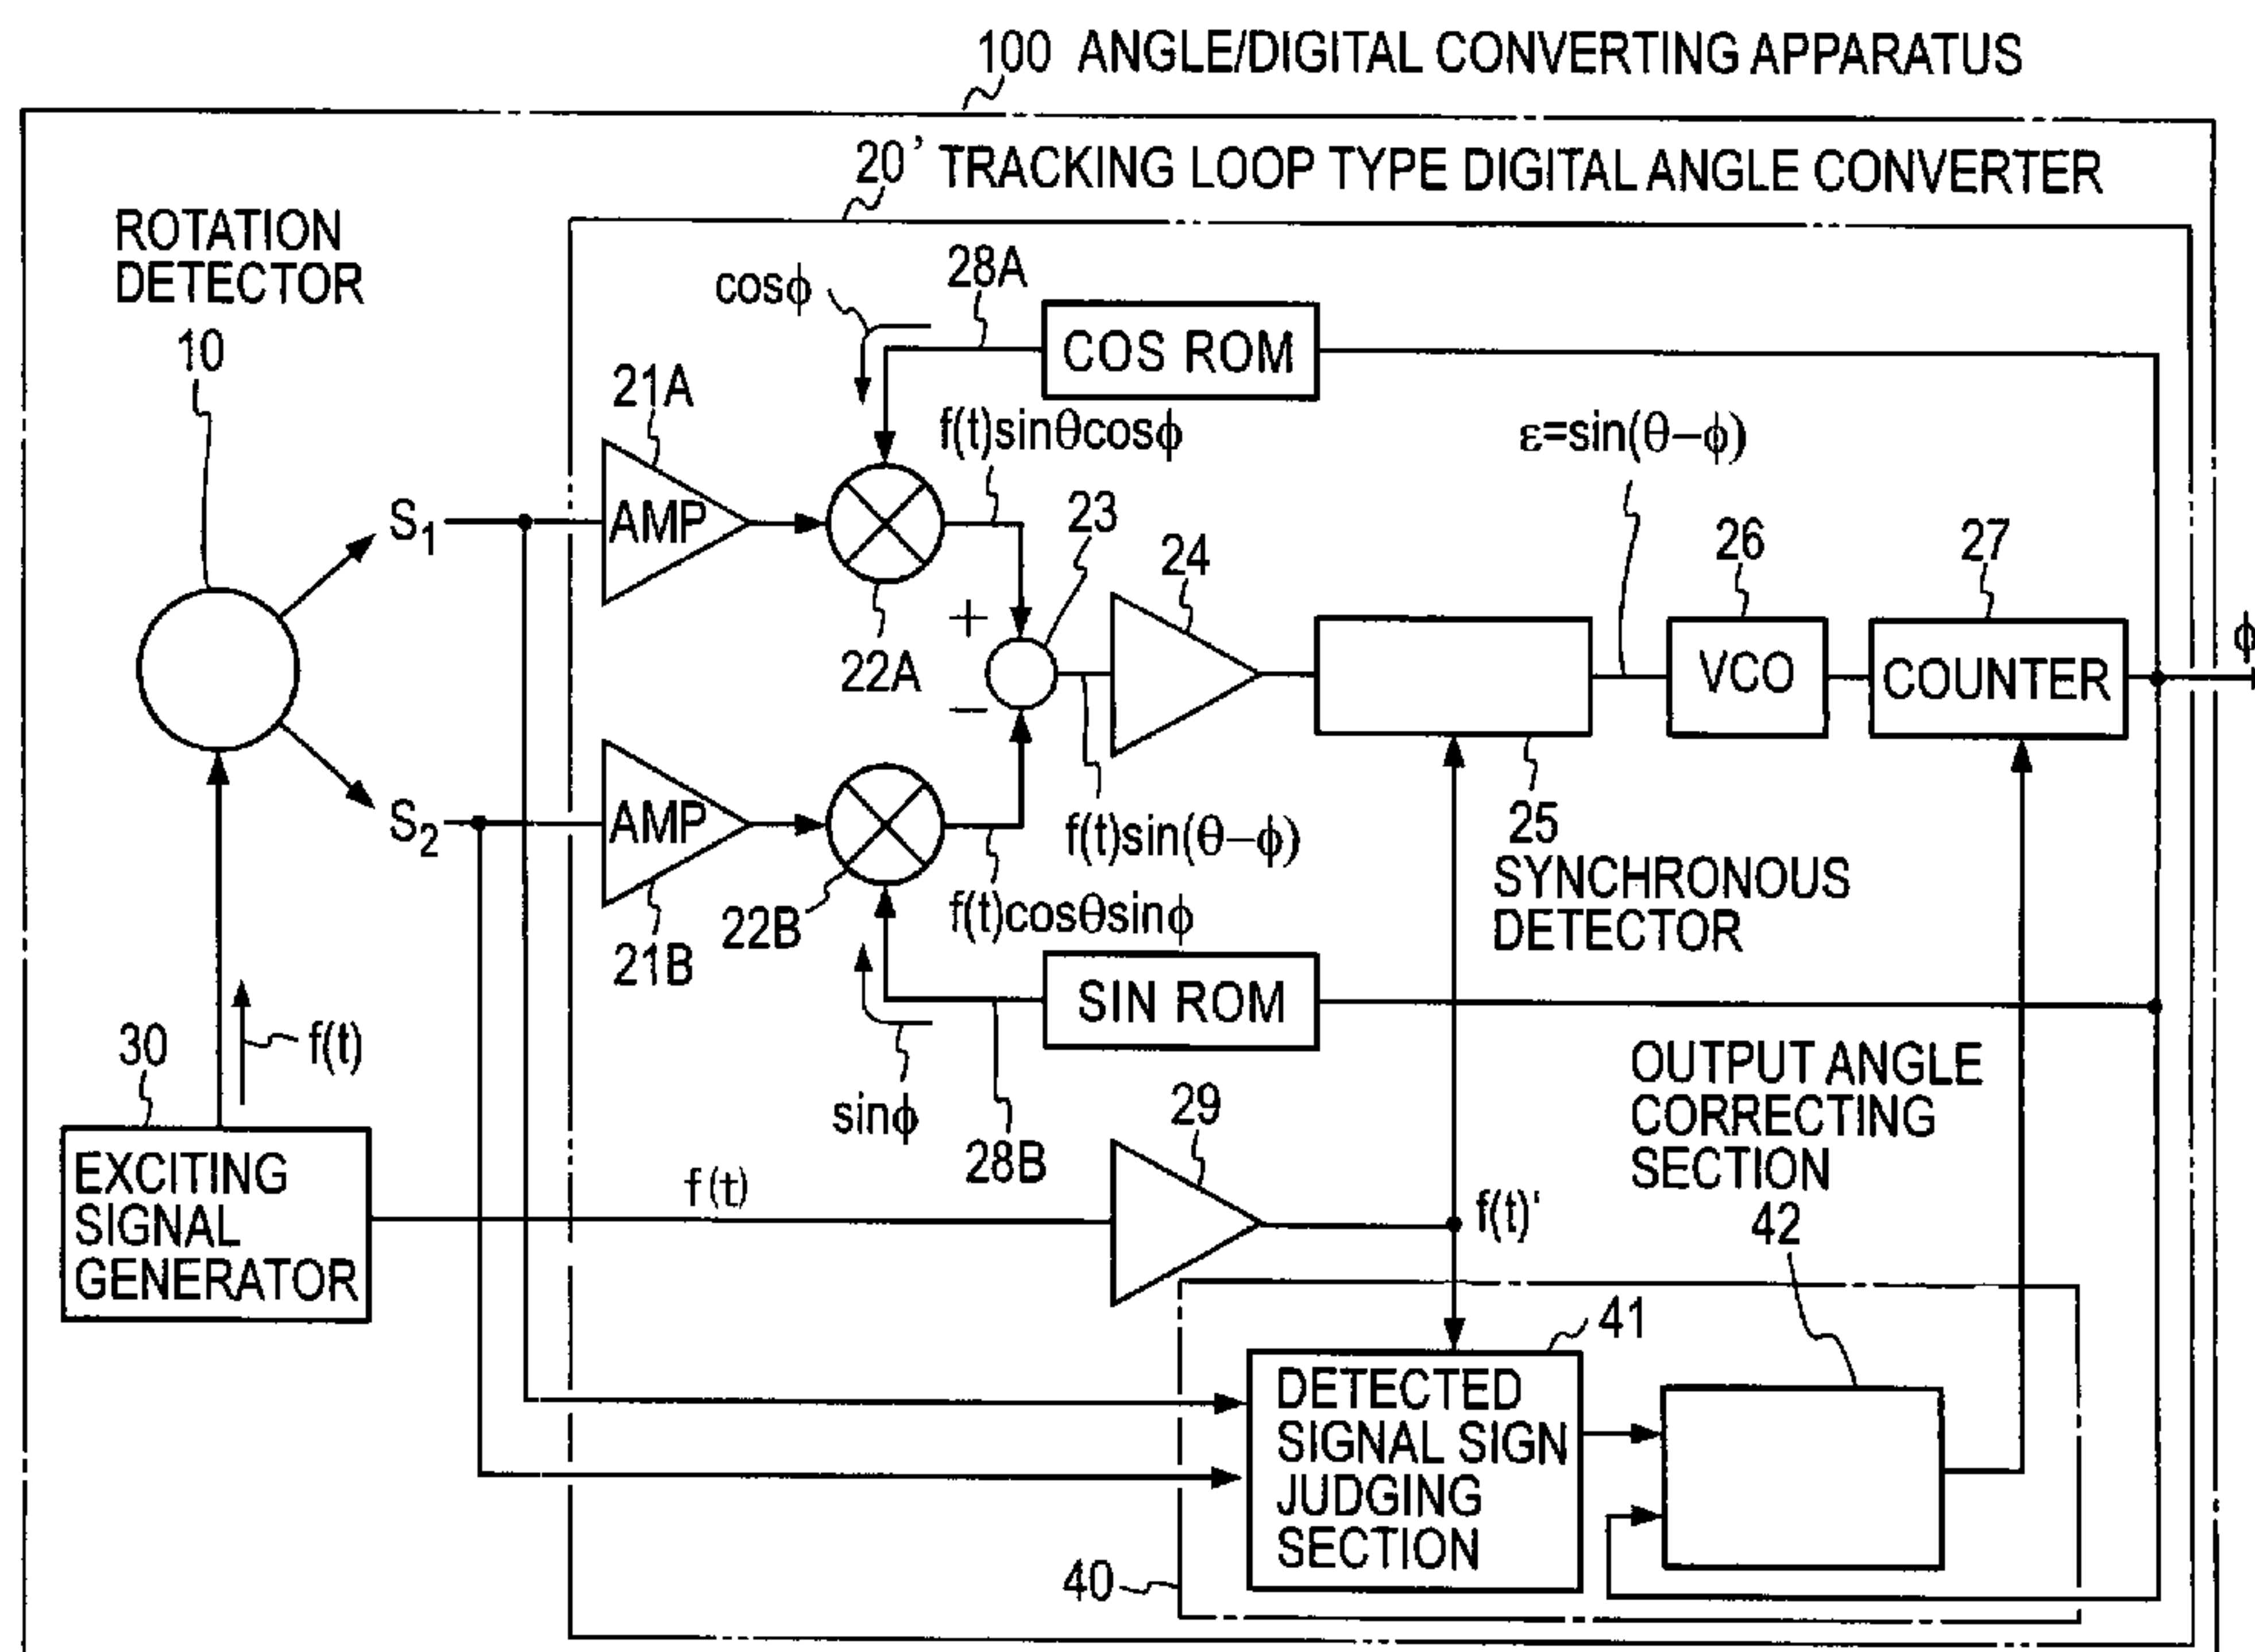 100 ANGLE/DIGITAL CONVERTING APPARATUS
20' TRACKING LOOP TYPE DIGITAL ANGLE CONVERTER
ROTATION
DETECTOR
10
cosϕ
28A
COS ROM
21A
AMP
f(t)sinθcosϕ
ε=sin(θ−ϕ)
S1
22A
23
+
−
24
26
VCO
27
COUNTER
ϕ
S2
AMP
21B
22B
f(t)sin(θ−ϕ)
f(t)cosθsinϕ
25
SYNCHRONOUS
DETECTOR
SIN ROM
sinϕ
28B
30
f(t)
EXCITING
SIGNAL
GENERATOR
f(t)
29
f(t)'
OUTPUT ANGLE
CORRECTING
SECTION
42
41
DETECTED
SIGNAL SIGN
JUDGING
SECTION
40